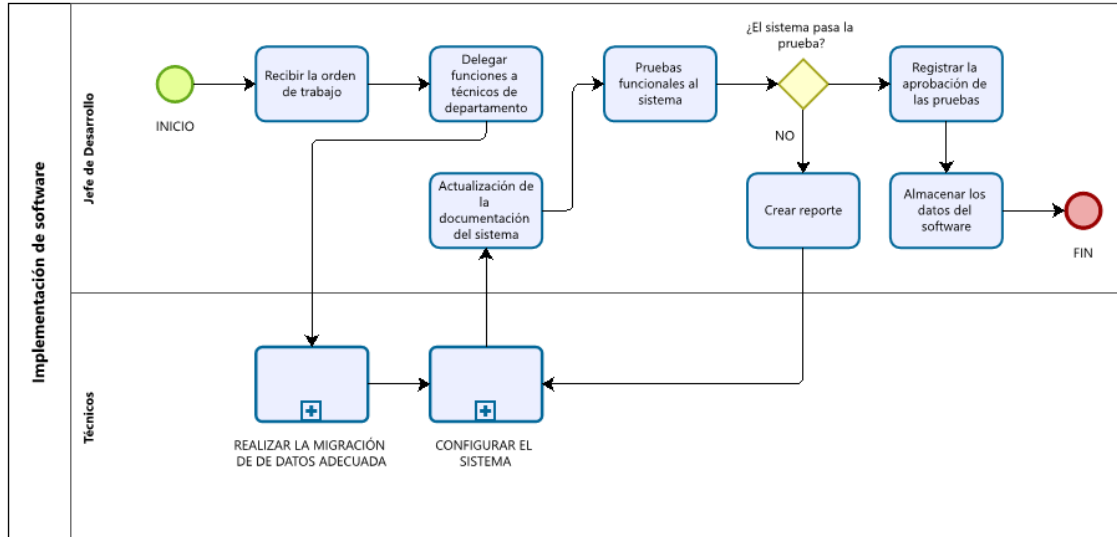 Implementación de software
Jefe de Desarrollo
INICIO
Recibir la orden
de trabajo
Delegar
funciones a
técnicos de
departamento
Actualización de
la
documentación
del sistema
Pruebas
funcionales al
sistema
¿El sistema pasa la
prueba?
NO
Crear reporte
Registrar la
aprobación de
las pruebas
Almacenar los
datos del
software
FIN
Técnicos
REALIZAR LA MIGRACIÓN
DE DE DATOS ADECUADA
CONFIGURAR EL
SISTEMA